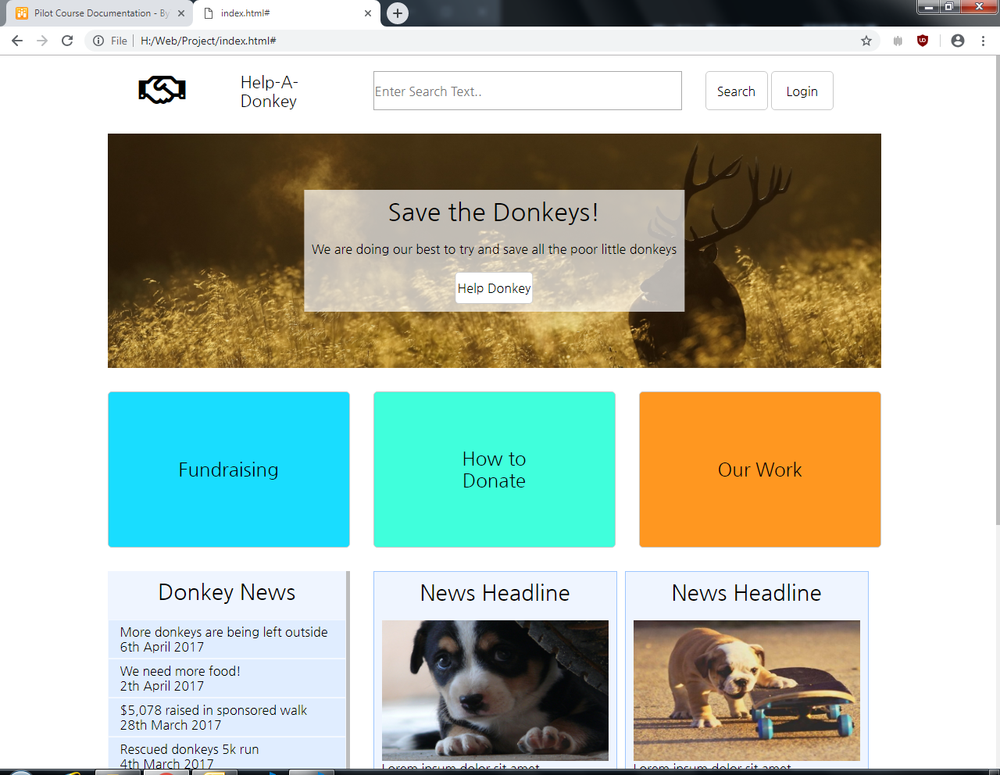 Pilot Course Documentation - By
index.html#
File
H:/Web/Project/index.html#
Help-A-
Donkey
Enter Search Text..
Search
Login
Save the Donkeys!
We are doing our best to try and save all the poor little donkeys
Help Donkey
Fundraising
How to
Donate
Our Work
Donkey News
More donkeys are being left outside
6th April 2017
We need more food!
2th April 2017
$5,078 raised in sponsored walk
28th March 2017
Rescued donkeys 5k run
4th March 2017
News Headline
Lorem ipsum dolor sit amet
News Headline
Lorem ipsum dolor sit amet